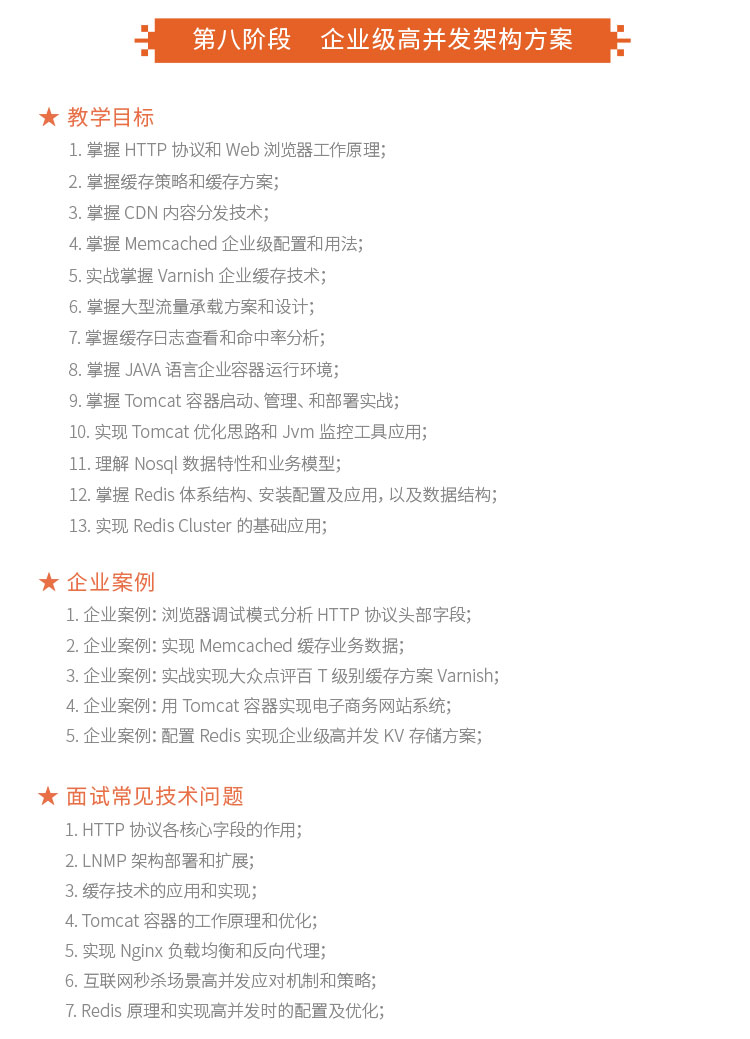 第八阶段 企业级高并发架构方案
★ 教学目标
1. 掌握 HTTP 协议和 Web 浏览器工作原理；
2. 掌握缓存策略和缓存方案；
3. 掌握 CDN 内容分发技术；
4. 掌握 Memcached 企业级配置和用法；
5. 实战掌握 Varnish 企业缓存技术；
6. 掌握大型流量承载方案和设计；
7. 掌握缓存日志查看和命中率分析；
8. 掌握 JAVA 语言企业容器运行环境；
9. 掌握 Tomcat 容器启动、管理、和部署实战；
10. 实现 Tomcat 优化思路和 Jvm 监控工具应用；
11. 理解 Nosql 数据特性和业务模型；
12. 掌握 Redis 体系结构、安装配置及应用，以及数据结构；
13. 实现 Redis Cluster 的基础应用；
★ 企业案例
1. 企业案例：浏览器调试模式分析 HTTP 协议头部字段；
2. 企业案例：实现 Memcached 缓存业务数据；
3. 企业案例：实战实现大众点评百 T 级别缓存方案 Varnish；
4. 企业案例：用 Tomcat 容器实现电子商务网站系统；
5. 企业案例：配置 Redis 实现企业级高并发 KV 存储方案；
★ 面试常见技术问题
1. HTTP 协议各核心字段的作用；
2. LNMP 架构部署和扩展；
3. 缓存技术的应用和实现；
4. Tomcat 容器的工作原理和优化；
5. 实现 Nginx 负载均衡和反向代理；
6. 互联网秒杀场景高并发应对机制和策略；
7. Redis 原理和实现高并发时的配置及优化；